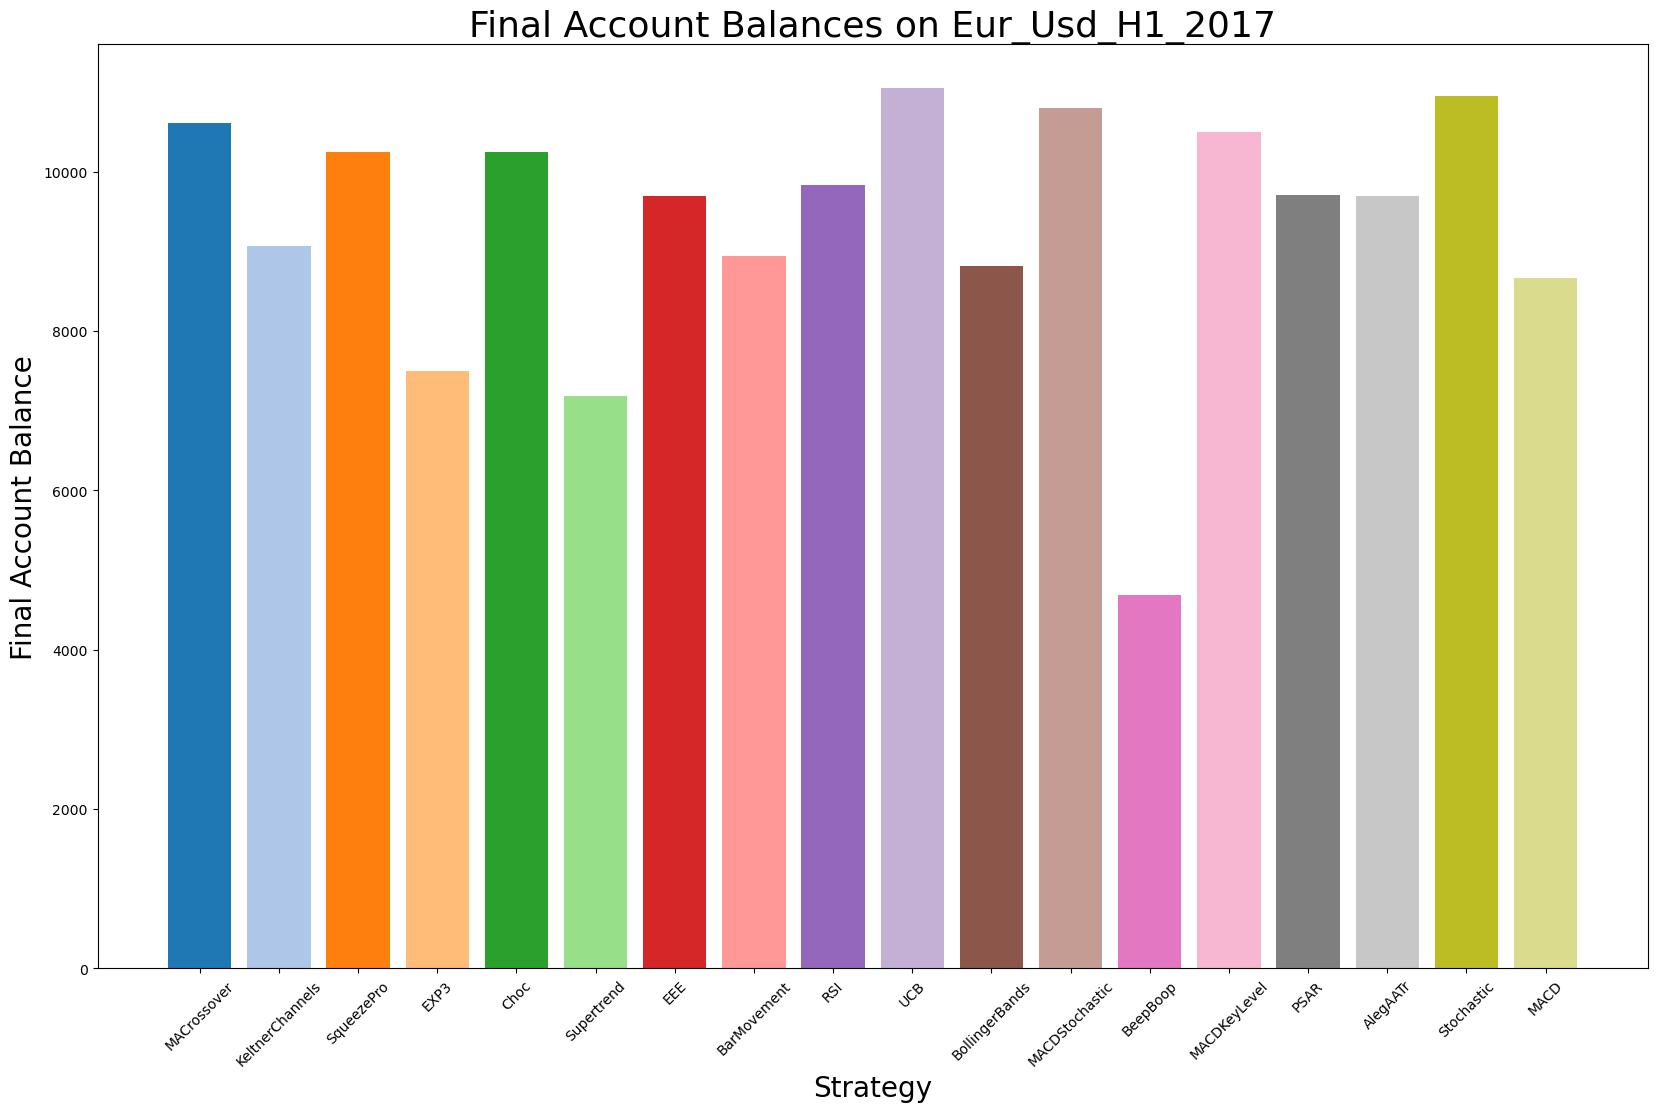 Final Account Balances on Eur_Usd_H1_2017
Final Account Balance
10000
8000
6000
4000
2000
0
MACrossover
KeltnerChannels
SqueezePro
EXP3
Choc
Supertrend
EEE
BarMovement
RSI
UCB
BollingerBands
MACDStochastic
BeepBoop
MACDKeyLevel
PSAR
AlegAATr
Stochastic
MACD
Strategy